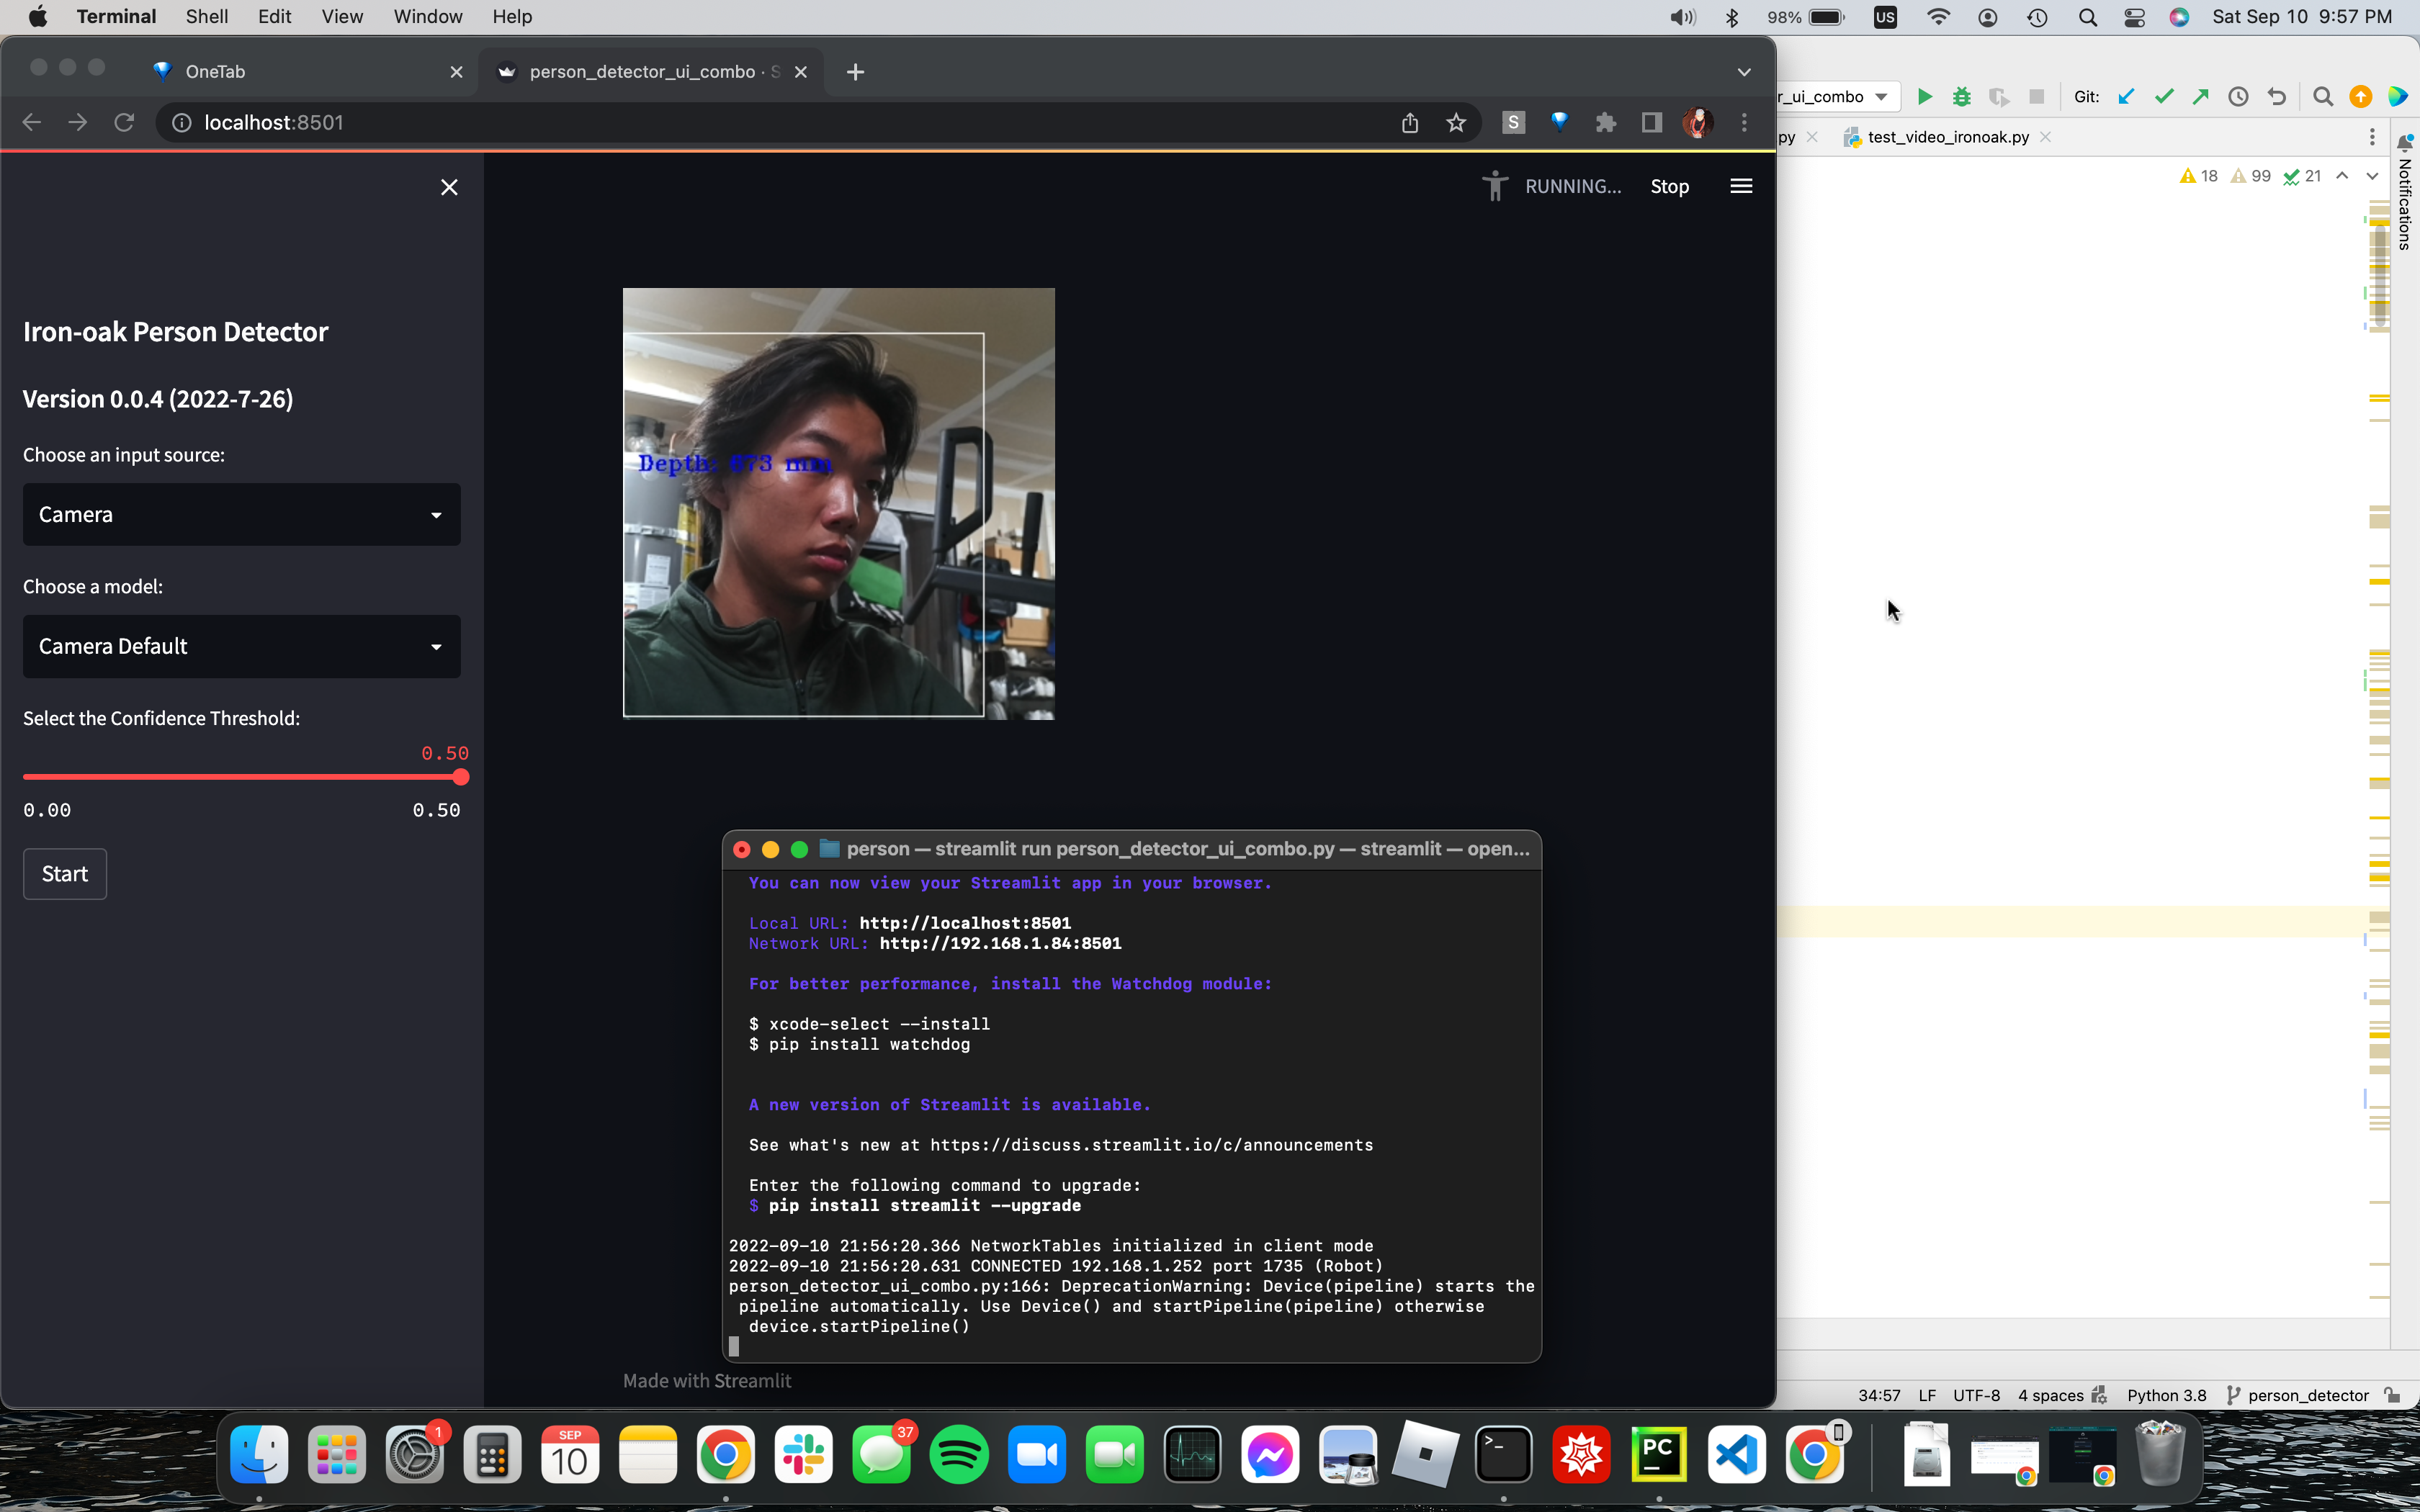 Terminal Shell Edit View Window Help 98% US Sat Sep 10 9:57 PM
OneTab person_detector_ui_combo · S
r_ui_combo Git:
localhost:8501 S
py test_video_ironoak.py
18 99 21
Notifications
RUNNING... Stop
Iron-oak Person Detector
Version 0.0.4 (2022-7-26)
Choose an input source:
Camera
Choose a model:
Camera Default
Select the Confidence Threshold:
0.50
0.00 0.50
Start
Depth: 673 mm
person — streamlit run person_detector_ui_combo.py — streamlit — open...
You can now view your Streamlit app in your browser.
Local URL: http://localhost:8501
Network URL: http://192.168.1.84:8501
For better performance, install the Watchdog module:
$ xcode-select --install
$ pip install watchdog
A new version of Streamlit is available.
See what's new at https://discuss.streamlit.io/c/announcements
Enter the following command to upgrade:
$ pip install streamlit --upgrade
2022-09-10 21:56:20.366 NetworkTables initialized in client mode
2022-09-10 21:56:20.631 CONNECTED 192.168.1.252 port 1735 (Robot)
person_detector_ui_combo.py:166: DeprecationWarning: Device(pipeline) starts the
pipeline automatically. Use Device() and startPipeline(pipeline) otherwise
device.startPipeline()
Made with Streamlit
34:57 LF UTF-8 4 spaces Python 3.8 person_detector
1 SEP 10 37 >_ PC